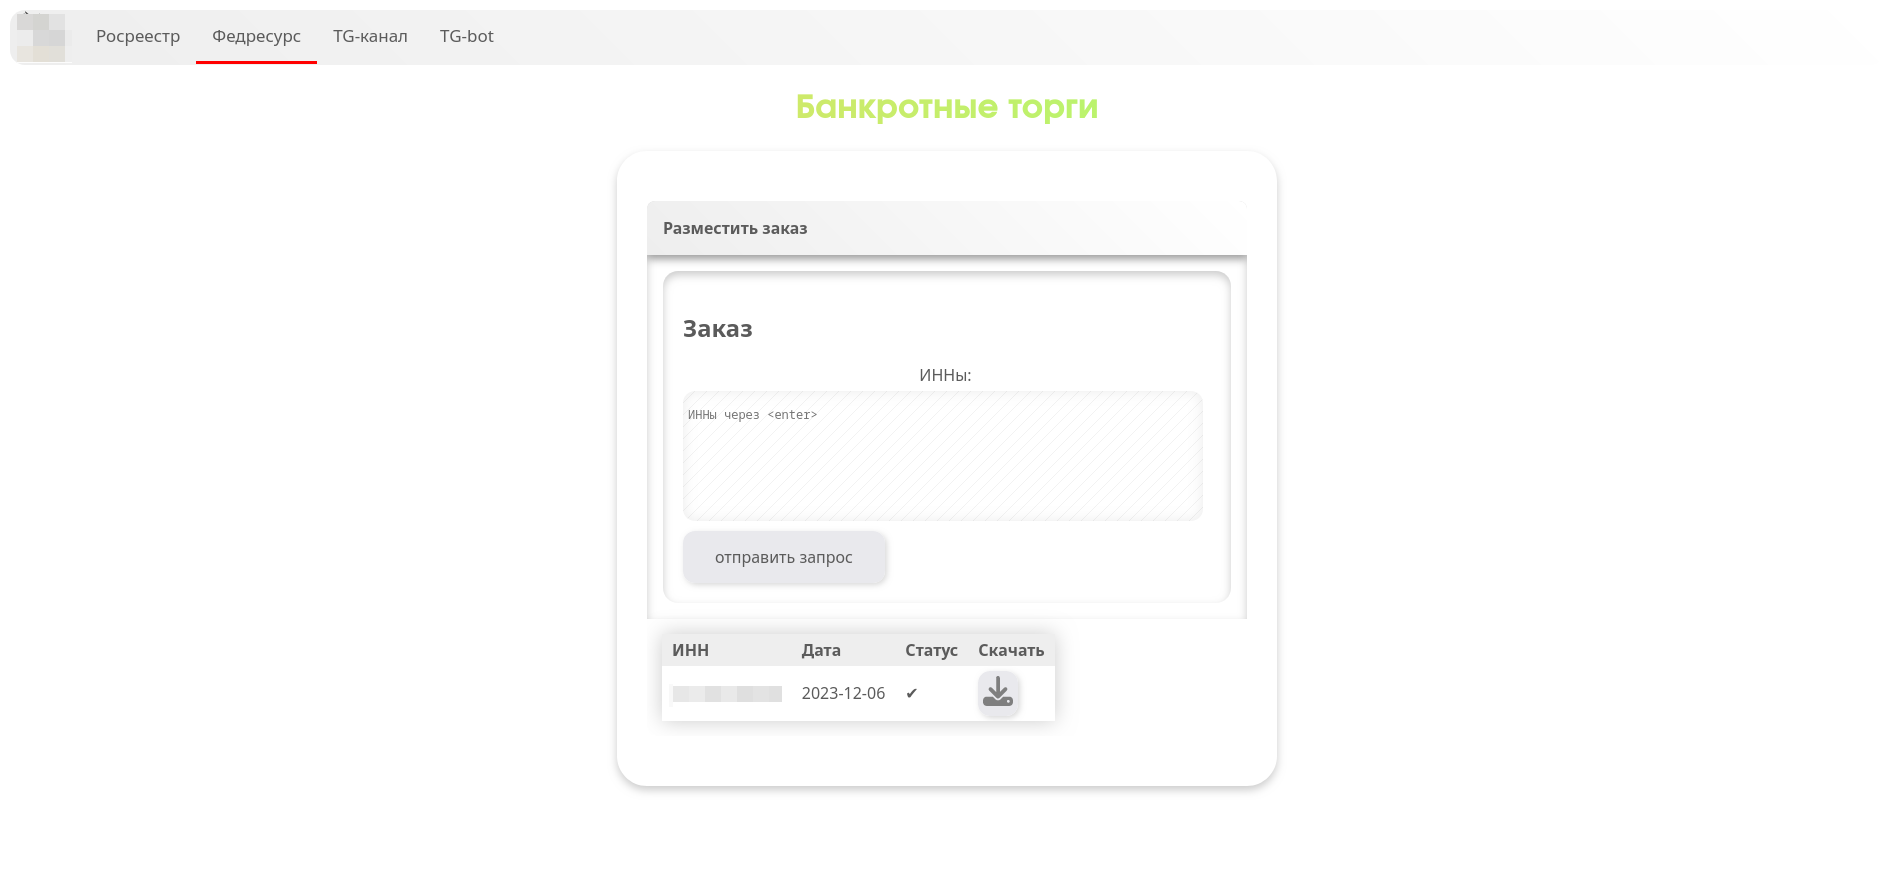 Росреестр Федресурс TG-канал TG-bot
Банкротные торги
Разместить заказ
Заказ
ИННы:
ИННы через <enter>
отправить запрос
ИНН Дата Статус Скачать
2023-12-06 ✔